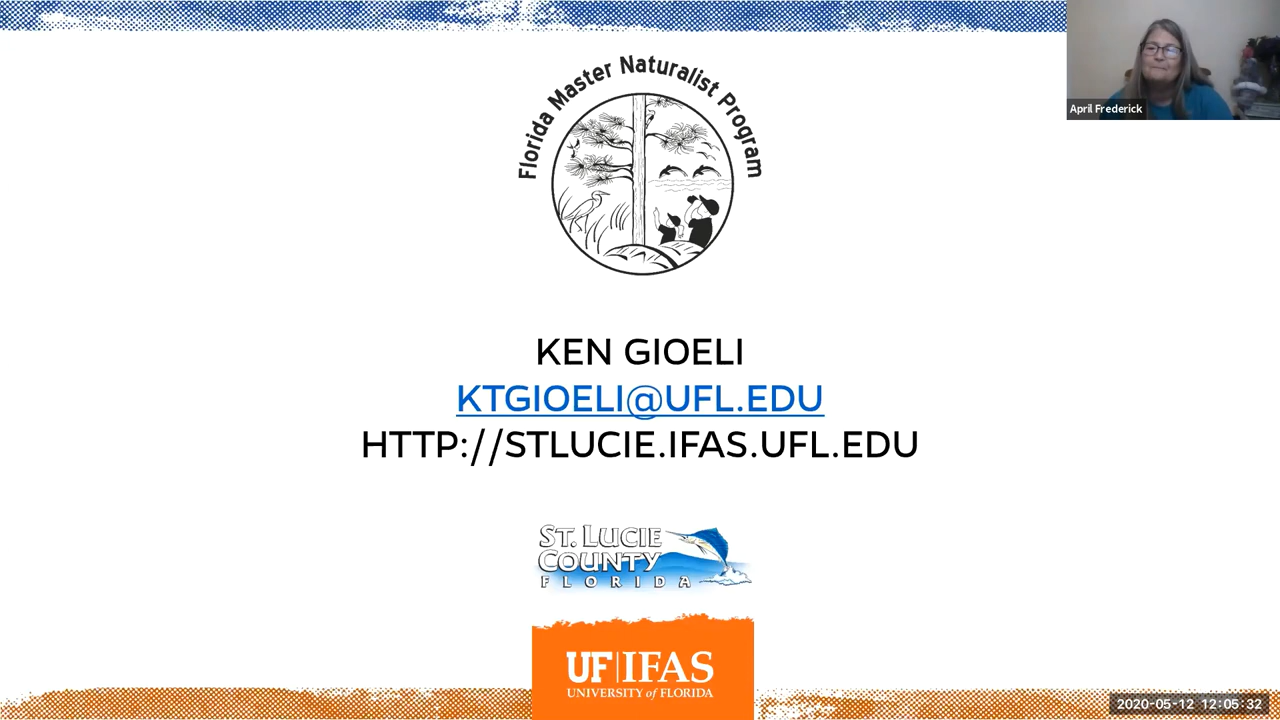 Florida Master Naturalist Program
April Frederick
KEN GIOELI
KTGIOELI@UFL.EDU
HTTP://STLUCIE.IFAS.UFL.EDU
ST. LUCIE
COUNTY
FLORIDA
UF|IFAS
UNIVERSITY of FLORIDA
2020-05-12 12:05:32